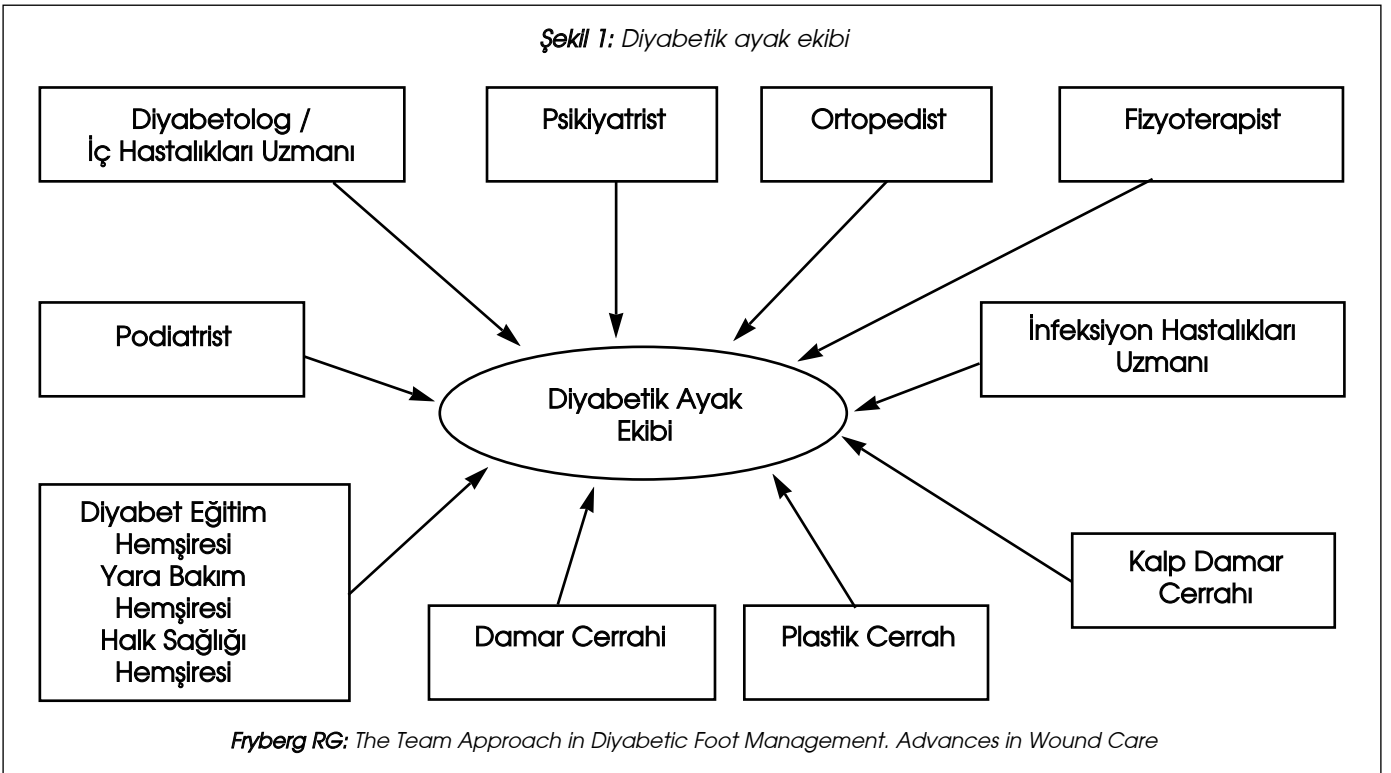 Şekil 1: Diyabetik ayak ekibi
Diyabetolog /
İç Hastalıkları Uzmanı
Psikiyatrist
Ortopedist
Fizyoterapist
Podiatrist
İnfeksiyon Hastalıkları
Uzmanı
Diyabetik Ayak
Ekibi
Diyabet Eğitim
Hemşiresi
Yara Bakım
Hemşiresi
Halk Sağlığı
Hemşiresi
Damar Cerrahi
Plastik Cerrah
Kalp Damar
Cerrahı
Fryberg RG: The Team Approach in Diyabetic Foot Management. Advances in Wound Care